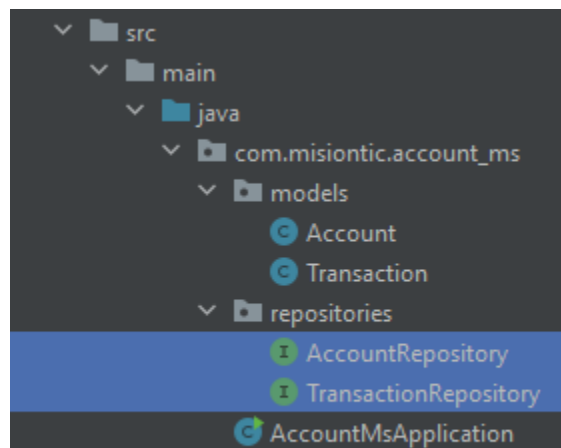 src
main
java
com.misiontic.account_ms
models
C Account
C Transaction
repositories
I AccountRepository
I TransactionRepository
C AccountMsApplication